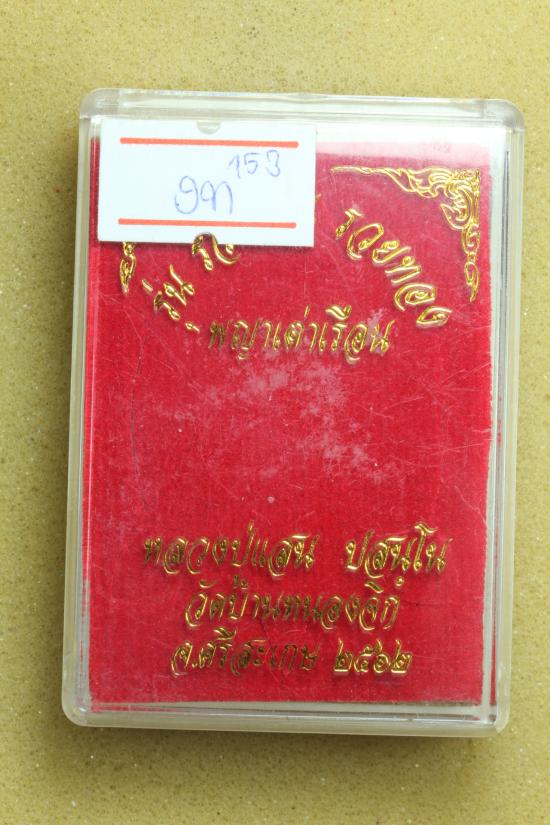 153
รุ่น รวยทอง
พญาเต่าเรือน
หลวงปู่แสน ปสนฺโน
วัดบ้านหนองจิก
จ.ศรีสะเกษ ๒๕๖๒